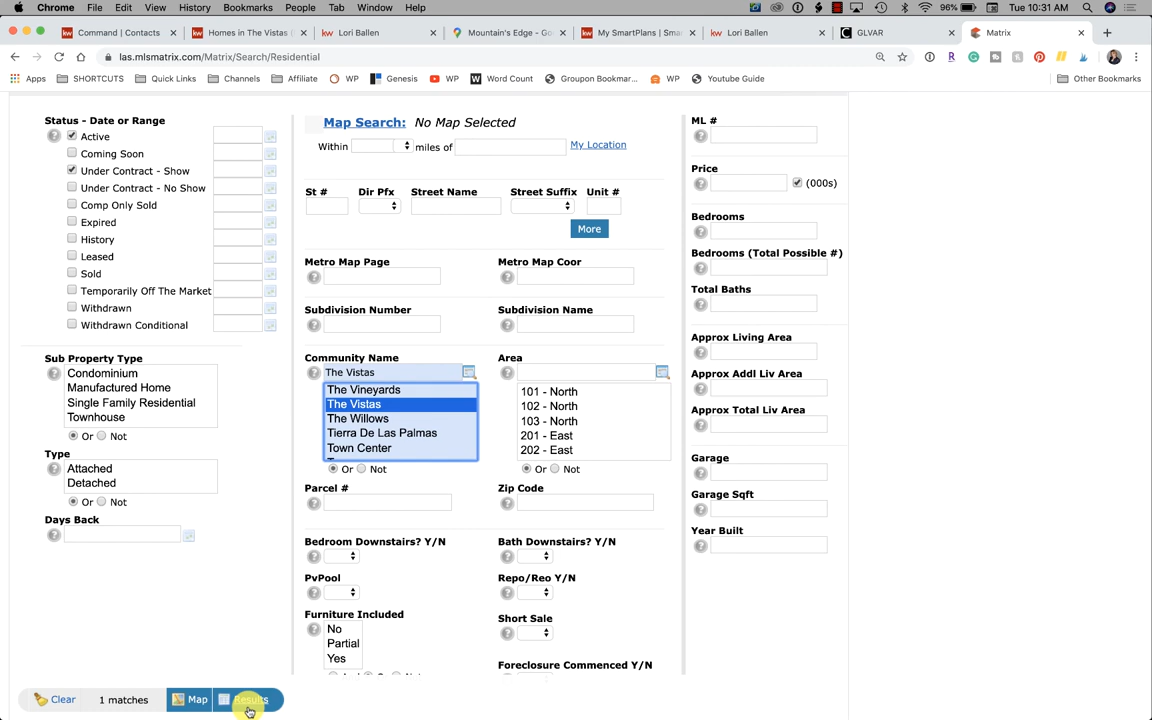 Chrome File Edit View History Bookmarks People Tab Window Help 96% Tue 10:31 AM
Command | Contacts Homes in The Vistas ( Lori Ballen Mountain's Edge - Go My SmartPlans | Sma Lori Ballen GLVAR Matrix
las.mlsmatrix.com/Matrix/Search/Residential
Apps SHORTCUTS Quick Links Channels Affiliate WP Genesis WP Word Count Groupon Bookmar... WP Youtube Guide Other Bookmarks
Status - Date or Range
Active
Coming Soon
Under Contract - Show
Under Contract - No Show
Comp Only Sold
Expired
History
Leased
Sold
Temporarily Off The Market
Withdrawn
Withdrawn Conditional
Sub Property Type
Condominium
Manufactured Home
Single Family Residential
Townhouse
Or Not
Type
Attached
Detached
Or Not
Days Back
Map Search: No Map Selected
Within miles of My Location
St # Dir Pfx Street Name Street Suffix Unit #
More
Metro Map Page Metro Map Coor
Subdivision Number Subdivision Name
Community Name Area
The Vistas
The Vineyards
The Vistas
The Willows
Tierra De Las Palmas
Town Center
101 - North
102 - North
103 - North
201 - East
202 - East
Or Not Or Not
Parcel # Zip Code
Bedroom Downstairs? Y/N Bath Downstairs? Y/N
PvPool Repo/Reo Y/N
Furniture Included Short Sale
No
Partial
Yes
Foreclosure Commenced Y/N
ML #
Price
(000s)
Bedrooms
Bedrooms (Total Possible #)
Total Baths
Approx Living Area
Approx Addl Liv Area
Approx Total Liv Area
Garage
Garage Sqft
Year Built
Clear 1 matches Map Results